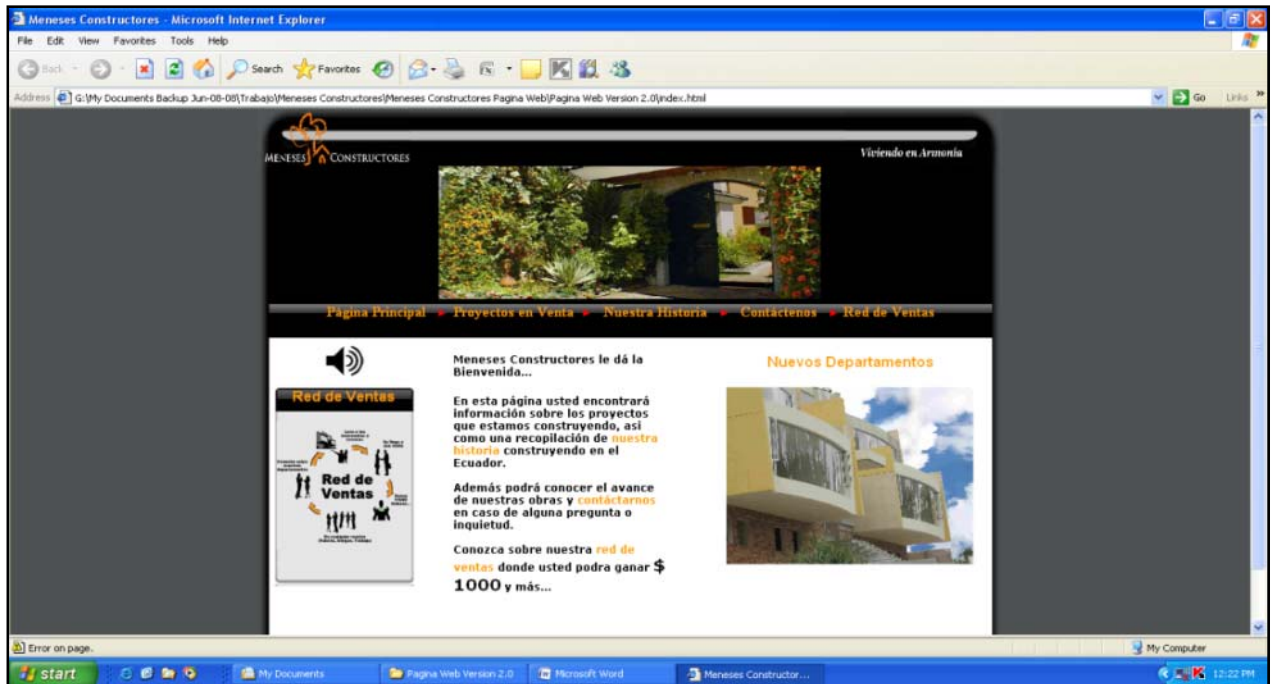 Meneses Constructores - Microsoft Internet Explorer
File Edit View Favorites Tools Help
Back Search Favorites
Address G:\My Documents Backup Jun-08-08\Trabajo\Meneses Constructores\Meneses Constructores Pagina Web\Pagina Web Version 2.0\index.html Go Links
MENESES CONSTRUCTORES
Viviendo en Armonia
Página Principal Proyectos en Venta Nuestra Historia Contáctenos Red de Ventas
Red de Ventas
Red de
Ventas
Meneses Constructores le dá la
Bienvenida...
En esta página usted encontrará
información sobre los proyectos
que estamos construyendo, asi
como una recopilación de nuestra
historia construyendo en el
Ecuador.
Además podrá conocer el avance
de nuestras obras y contáctarnos
en caso de alguna pregunta o
inquietud.
Conozca sobre nuestra red de
ventas donde usted podra ganar $
1000 y más...
Nuevos Departamentos
Error on page.
My Computer
start My Documents Pagina Web Version 2.0 Microsoft Word Meneses Constructor... 12:22 PM